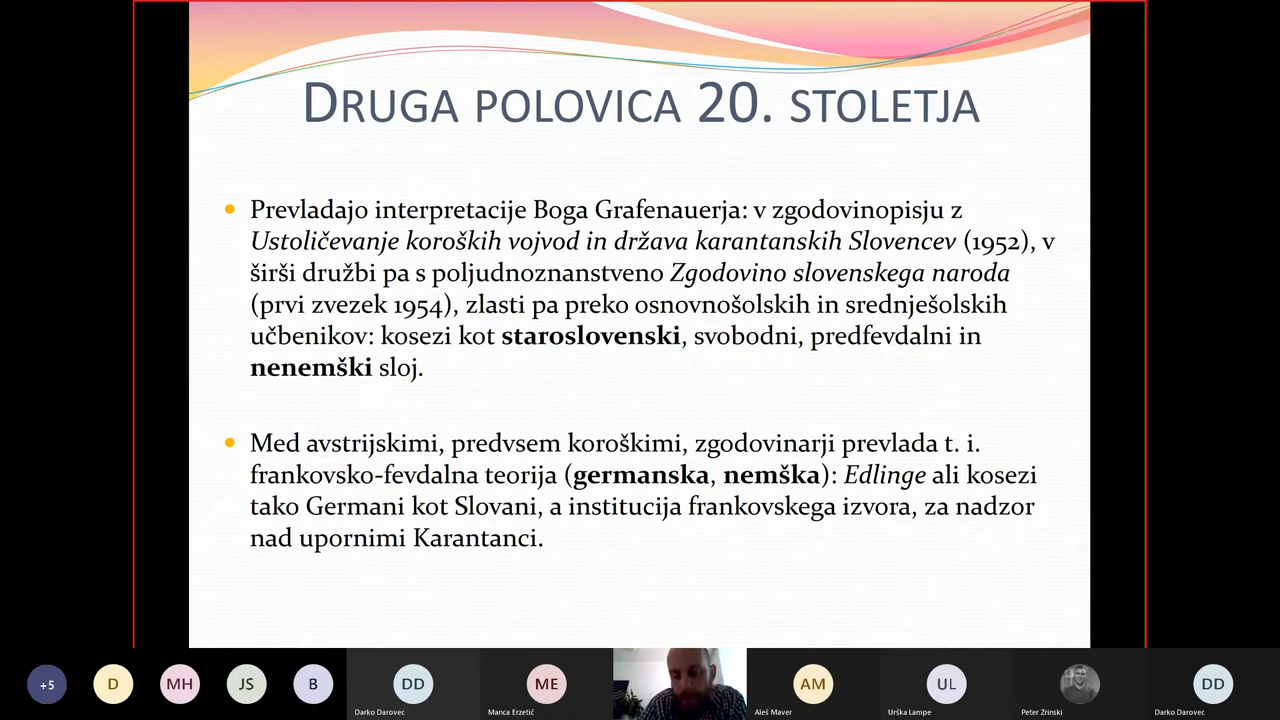 DRUGA POLOVICA 20. STOLETJA
Prevladajo interpretacije Boga Grafenauerja: v zgodovinopisju z
Ustoličevanje koroških vojvod in država karantanskih Slovencev (1952), v
širši družbi pa s poljudnoznanstveno Zgodovino slovenskega naroda
(prvi zvezek 1954), zlasti pa preko osnovnošolskih in srednješolskih
učbenikov: kosezi kot staroslovenski, svobodni, predfevdalni in
nenemški sloj.
Med avstrijskimi, predvsem koroškimi, zgodovinarji prevlada t. i.
frankovsko-fevdalna teorija (germanska, nemška): Edlinge ali kosezi
tako Germani kot Slovani, a institucija frankovskega izvora, za nadzor
nad upornimi Karantanci.
+5
D
MH
JS
B
DD
ME
AM
UL
DD
Darko Darovec
Manca Erzetič
Aleš Maver
Urška Lampe
Peter Zrinski
Darko Darovec